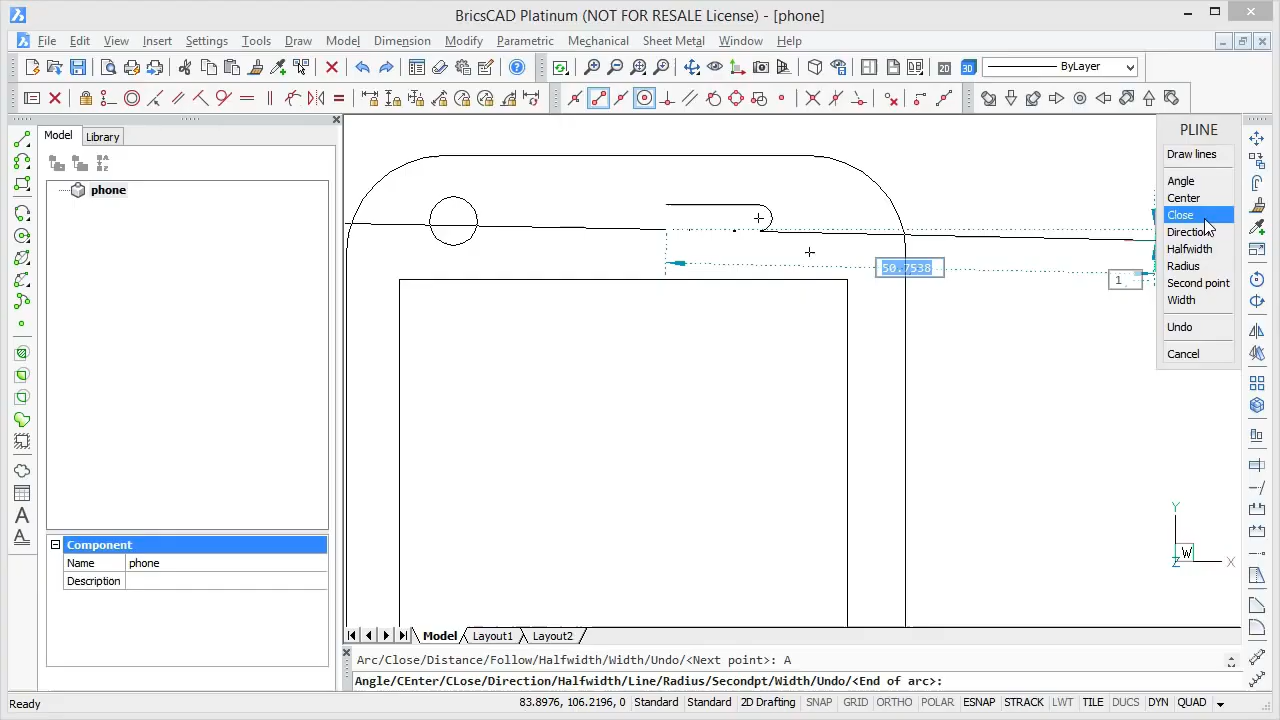 BricsCAD Platinum (NOT FOR RESALE License) - [phone]
File Edit View Insert Settings Tools Draw Model Dimension Modify Parametric Mechanical Sheet Metal Window Help
2D 3D ByLayer
Model Library
phone
Component
Name phone
Description
50.7538
1
PLINE
Draw lines
Angle
Center
Close
Direction
Halfwidth
Radius
Second point
Width
Undo
Cancel
Y
W
Z X
Model Layout1 Layout2
Arc/Close/Distance/Follow/Halfwidth/Width/Undo/<Next point>: A
Angle/CEnter/CLose/Direction/Halfwidth/Line/Radius/Secondpt/Width/Undo/<End of arc>:
Ready 83.8976, 106.2196, 0 Standard Standard 2D Drafting SNAP GRID ORTHO POLAR ESNAP STRACK LWT TILE DUCS DYN QUAD